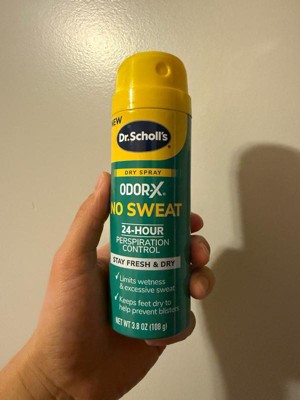 NEW
Dr. Scholl's
DRY SPRAY
ODOR-X®
NO SWEAT
24-HOUR
PERSPIRATION
CONTROL
STAY FRESH & DRY
✓ Limits wetness
& excessive sweat
✓ Keeps feet dry to
help prevent blisters
NET WT 3.8 OZ (108 g)